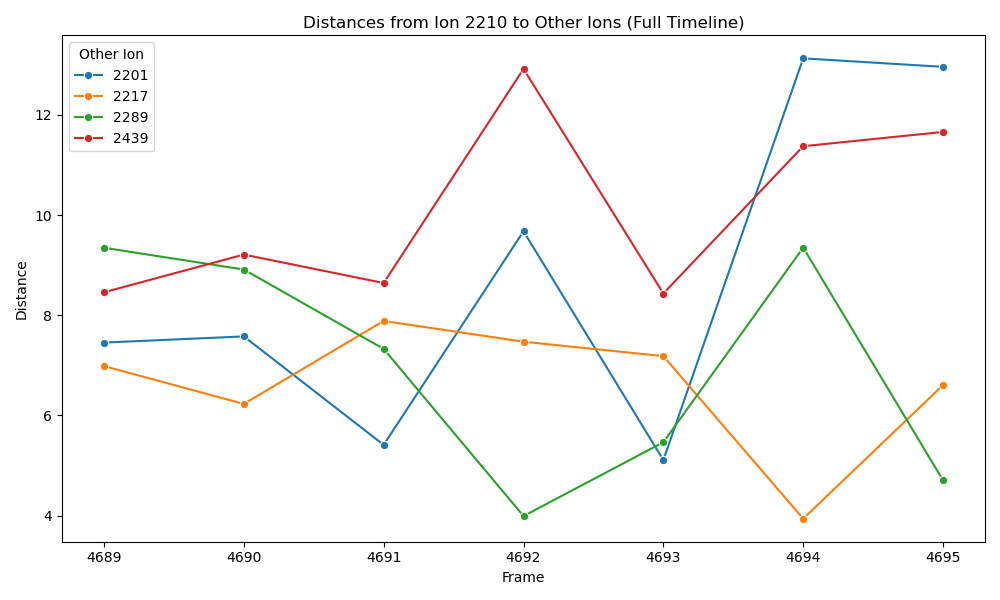 Distances from Ion 2210 to Other Ions (Full Timeline)
Other Ion
2201
2217
2289
2439
Distance
12
10
8
6
4
4689 4690 4691 4692 4693 4694 4695
Frame